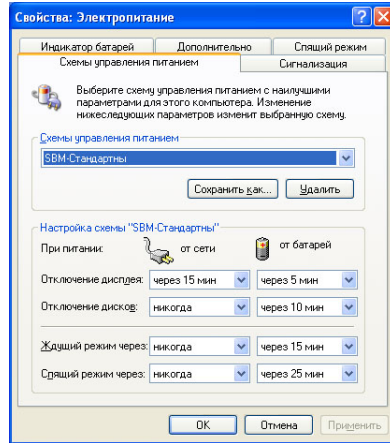 Свойства: Электропитание
Индикатор батарей Дополнительно Спящий режим
Схемы управления питанием Сигнализация
Выберите схему управления питанием с наилучшими
параметрами для этого компьютера. Изменение
нижеследующих параметров изменит выбранную схему.
Схемы управления питанием
SBM-Стандартны
Сохранить как... Удалить
Настройка схемы "SBM-Стандартны"
При питании: от сети от батарей
Отключение дисплея: через 15 мин через 5 мин
Отключение дисков: никогда через 10 мин
Ждущий режим через: никогда через 15 мин
Спящий режим через: никогда через 25 мин
OK Отмена Применить